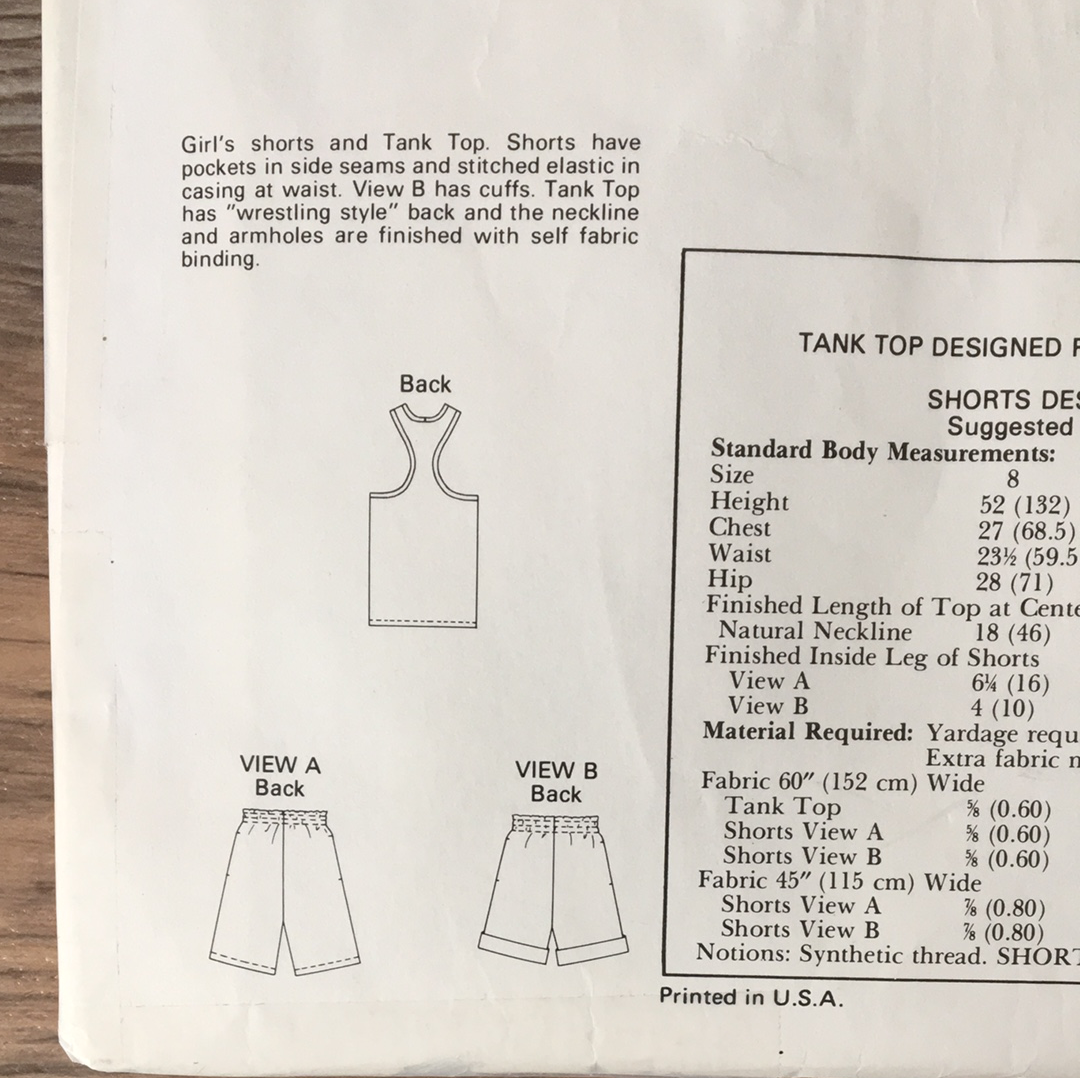 Girl's shorts and Tank Top. Shorts have
pockets in side seams and stitched elastic in
casing at waist. View B has cuffs. Tank Top
has "wrestling style" back and the neckline
and armholes are finished with self fabric
binding.
Back
VIEW A
Back
VIEW B
Back
TANK TOP DESIGNED
SHORTS
Suggested
Standard Body Measurements:
Size 8
Height 52 (132)
Chest 27 (68.5)
Waist 23½ (59.5
Hip 28 (71)
Finished Length of Top at
Natural Neckline 18 (46)
Finished Inside Leg of Shorts
View A 6¼ (16)
View B 4 (10)
Material Required: Yardage
Extra fabric
Fabric 60" (152 cm) Wide
Tank Top ⅝ (0.60)
Shorts View A ⅝ (0.60)
Shorts View B ⅝ (0.60)
Fabric 45" (115 cm) Wide
Shorts View A ⅞ (0.80)
Shorts View B ⅞ (0.80)
Notions: Synthetic thread.
Printed in U.S.A.